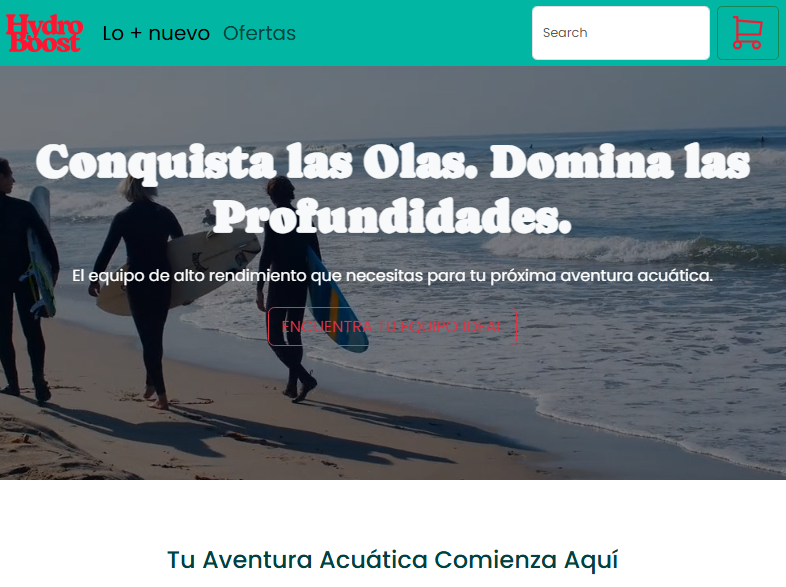 Hydro
Boost
Lo + nuevo
Ofertas
Search
Conquista las Olas. Domina las
Profundidades.
El equipo de alto rendimiento que necesitas para tu próxima aventura acuática.
ENCUENTRA TU EQUIPO IDEAL
Tu Aventura Acuática Comienza Aquí